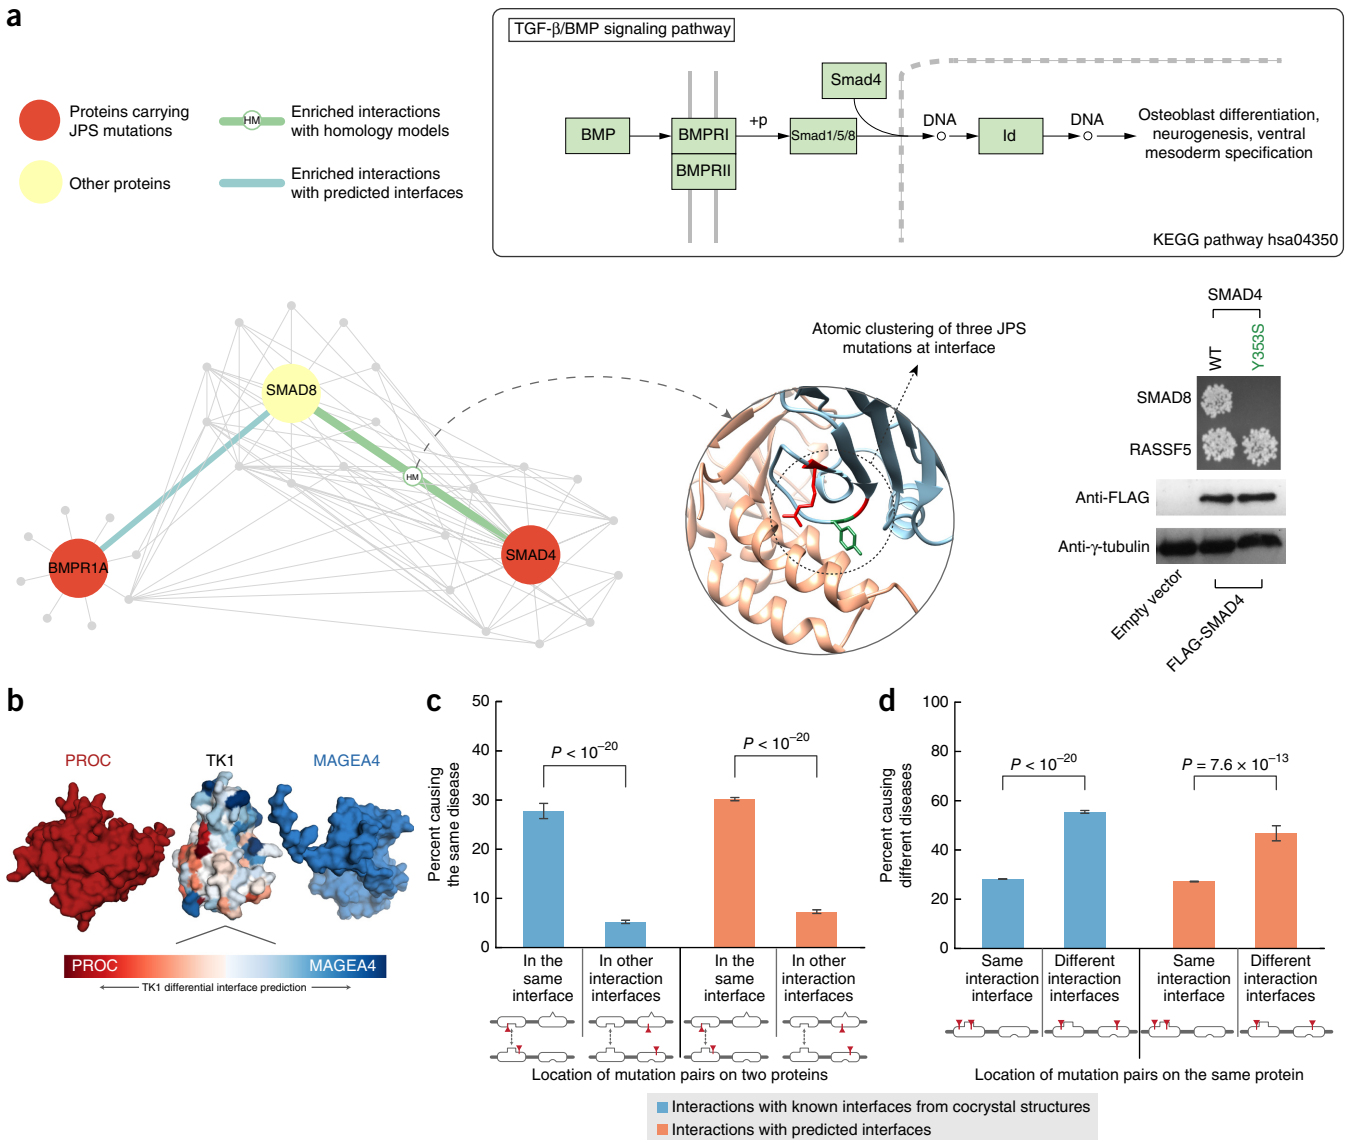 a
TGF-β/BMP signaling pathway
Proteins carrying
JPS mutations
HM
Enriched interactions
with homology models
Other proteins
Enriched interactions
with predicted interfaces
BMP
BMPRI
BMPRII
+p
Smad1/5/8
Smad4
DNA
Id
DNA
Osteoblast differentiation,
neurogenesis, ventral
mesoderm specification
KEGG pathway hsa04350
SMAD8
HM
SMAD4
BMPR1A
Atomic clustering of three JPS
mutations at interface
SMAD4
WT
Y353S
SMAD8
RASSF5
Anti-FLAG
Anti-γ-tubulin
Empty vector
FLAG-SMAD4
b
PROC
TK1
MAGEA4
PROC
MAGEA4
TK1 differential interface prediction
c
Percent causing
the same disease
50
40
30
20
10
0
P < 10⁻²⁰
P < 10⁻²⁰
In the
same
interface
In other
interaction
interfaces
In the
same
interface
In other
interaction
interfaces
Location of mutation pairs on two proteins
d
Percent causing
different diseases
100
80
60
40
20
0
P < 10⁻²⁰
P = 7.6 × 10⁻¹³
Same
interaction
interface
Different
interaction
interfaces
Same
interaction
interface
Different
interaction
interfaces
Location of mutation pairs on the same protein
Interactions with known interfaces from cocrystal structures
Interactions with predicted interfaces